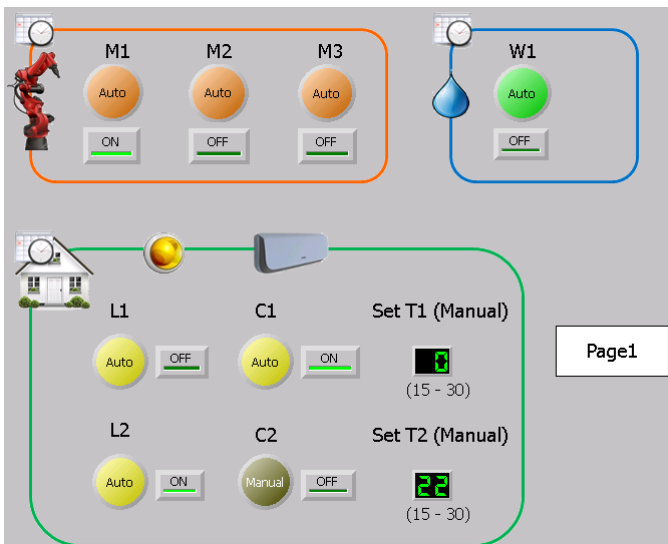 M1 M2 M3 W1
Auto Auto Auto Auto
ON OFF OFF OFF
L1 C1 Set T1 (Manual)
Auto OFF Auto ON 0
(15 - 30)
Page1
L2 C2 Set T2 (Manual)
Auto ON Manual OFF 22
(15 - 30)